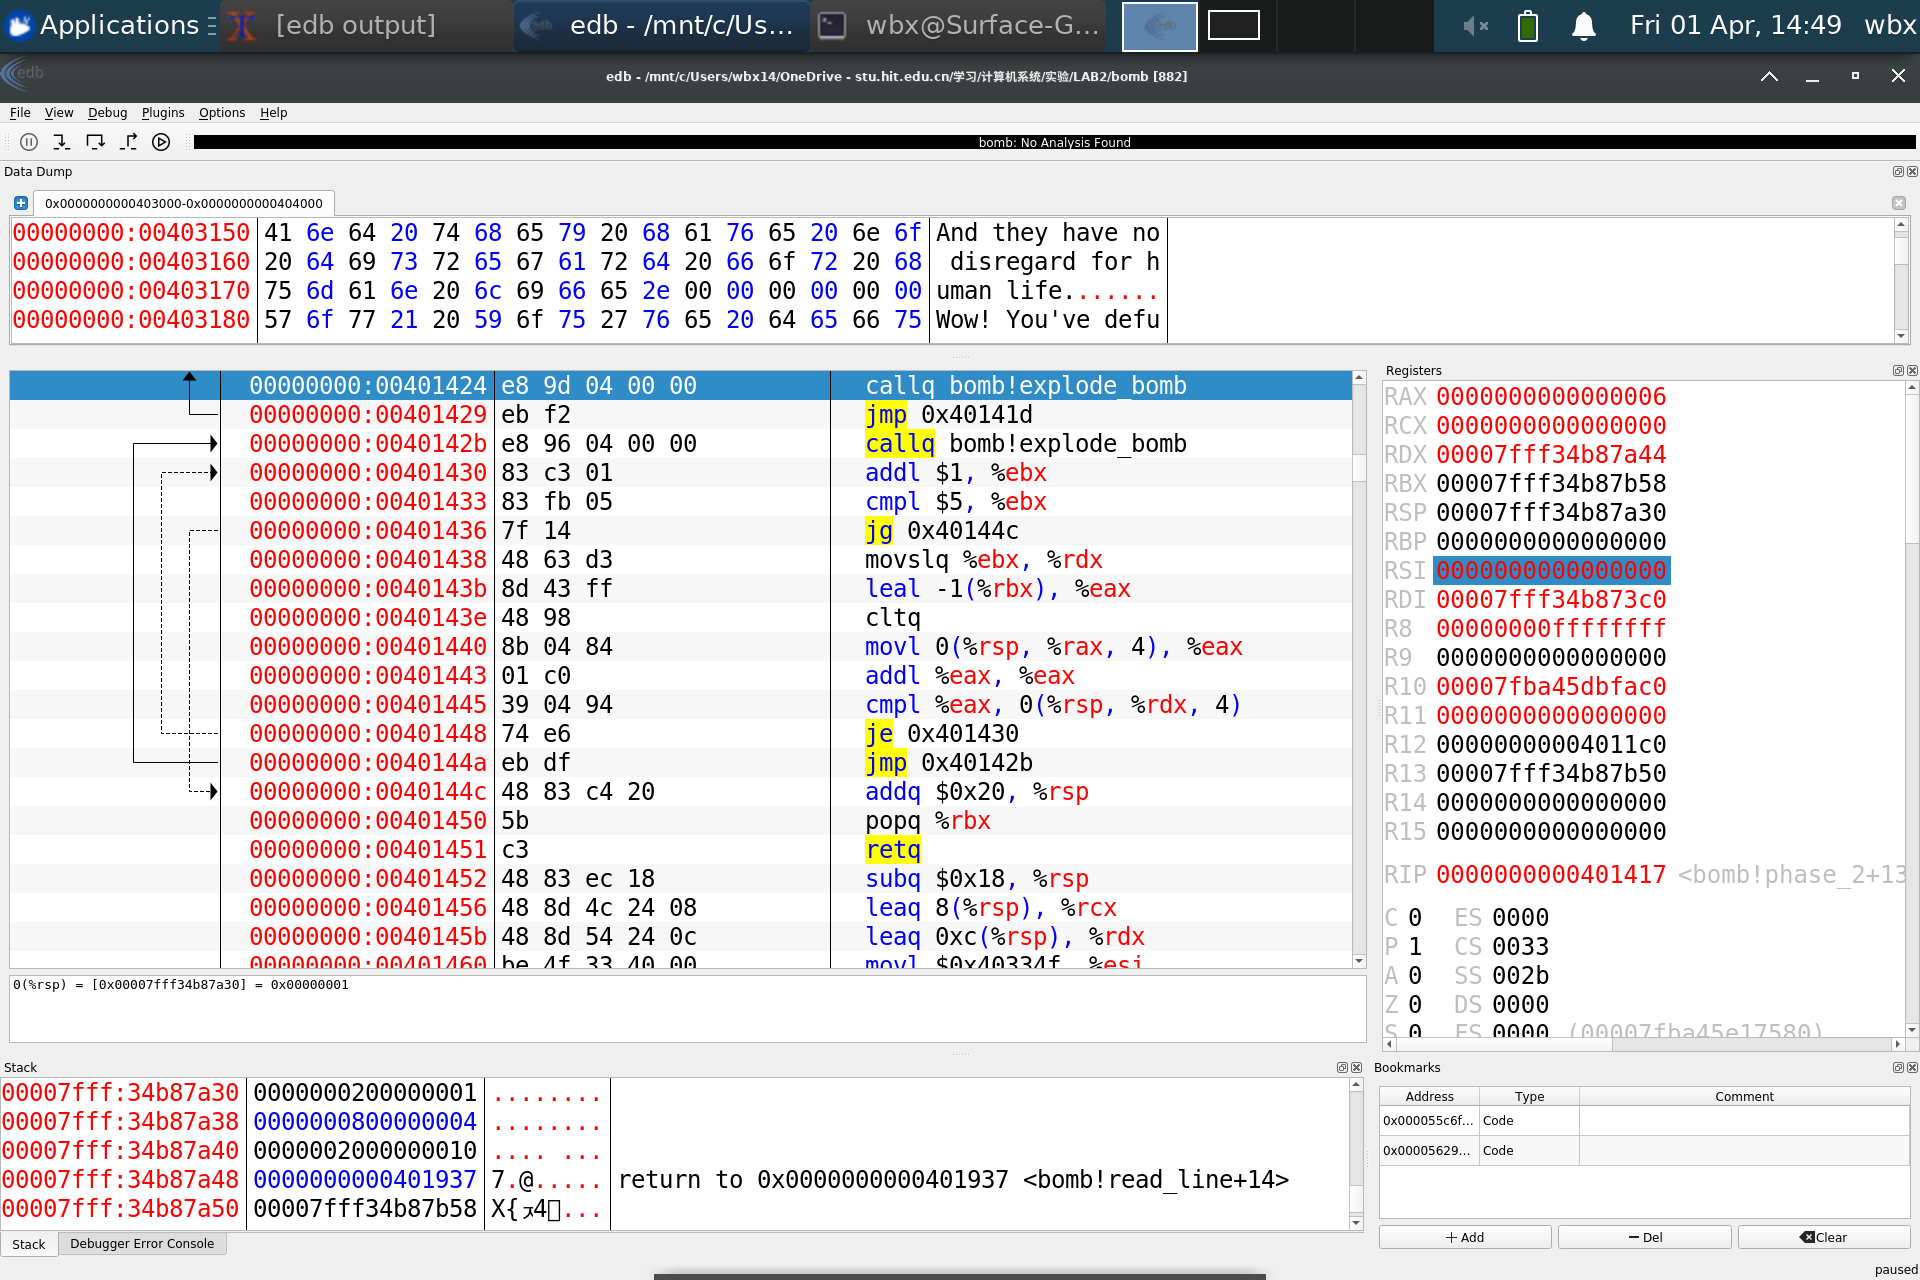 Applications
[edb output]
edb - /mnt/c/Us...
wbx@Surface-G...
Fri 01 Apr, 14:49
wbx
edb
edb - /mnt/c/Users/wbx14/OneDrive - stu.hit.edu.cn/学习/计算机系统/实验/LAB2/bomb [882]
File View Debug Plugins Options Help
bomb: No Analysis Found
Data Dump
0x0000000000403000-0x0000000000404000
00000000:00403150 41 6e 64 20 74 68 65 79 20 68 61 76 65 20 6e 6f And they have no
00000000:00403160 20 64 69 73 72 65 67 61 72 64 20 66 6f 72 20 68 disregard for h
00000000:00403170 75 6d 61 6e 20 6c 69 66 65 2e 00 00 00 00 00 00 uman life.......
00000000:00403180 57 6f 77 21 20 59 6f 75 27 76 65 20 64 65 66 75 Wow! You've defu
00000000:00401424 e8 9d 04 00 00 callq bomb!explode_bomb
00000000:00401429 eb f2 jmp 0x40141d
00000000:0040142b e8 96 04 00 00 callq bomb!explode_bomb
00000000:00401430 83 c3 01 addl $1, %ebx
00000000:00401433 83 fb 05 cmpl $5, %ebx
00000000:00401436 7f 14 jg 0x40144c
00000000:00401438 48 63 d3 movslq %ebx, %rdx
00000000:0040143b 8d 43 ff leal -1(%rbx), %eax
00000000:0040143e 48 98 cltq
00000000:00401440 8b 04 84 movl 0(%rsp, %rax, 4), %eax
00000000:00401443 01 c0 addl %eax, %eax
00000000:00401445 39 04 94 cmpl %eax, 0(%rsp, %rdx, 4)
00000000:00401448 74 e6 je 0x401430
00000000:0040144a eb df jmp 0x40142b
00000000:0040144c 48 83 c4 20 addq $0x20, %rsp
00000000:00401450 5b popq %rbx
00000000:00401451 c3 retq
00000000:00401452 48 83 ec 18 subq $0x18, %rsp
00000000:00401456 48 8d 4c 24 08 leaq 8(%rsp), %rcx
00000000:0040145b 48 8d 54 24 0c leaq 0xc(%rsp), %rdx
00000000:00401460 be 4f 33 40 00 movl $0x40334f, %esi
0(%rsp) = [0x00007fff34b87a30] = 0x00000001
Registers
RAX 0000000000000006
RCX 0000000000000000
RDX 00007fff34b87a44
RBX 00007fff34b87b58
RSP 00007fff34b87a30
RBP 0000000000000000
RSI 0000000000000000
RDI 00007fff34b873c0
R8 00000000ffffffff
R9 0000000000000000
R10 00007fba45dbfac0
R11 0000000000000000
R12 00000000004011c0
R13 00007fff34b87b50
R14 0000000000000000
R15 0000000000000000
RIP 0000000000401417 <bomb!phase_2+13
C 0 ES 0000
P 1 CS 0033
A 0 SS 002b
Z 0 DS 0000
S 0 FS 0000 (00007fba45e17580)
Stack
00007fff:34b87a30 0000000200000001 ........
00007fff:34b87a38 0000000800000004 ........
00007fff:34b87a40 0000002000000010 .... ...
00007fff:34b87a48 0000000000401937 7.@..... return to 0x0000000000401937 <bomb!read_line+14>
00007fff:34b87a50 00007fff34b87b58
Stack Debugger Error Console
Bookmarks
Address Type Comment
0x000055c6f... Code
0x00005629... Code
Add Del Clear
paused